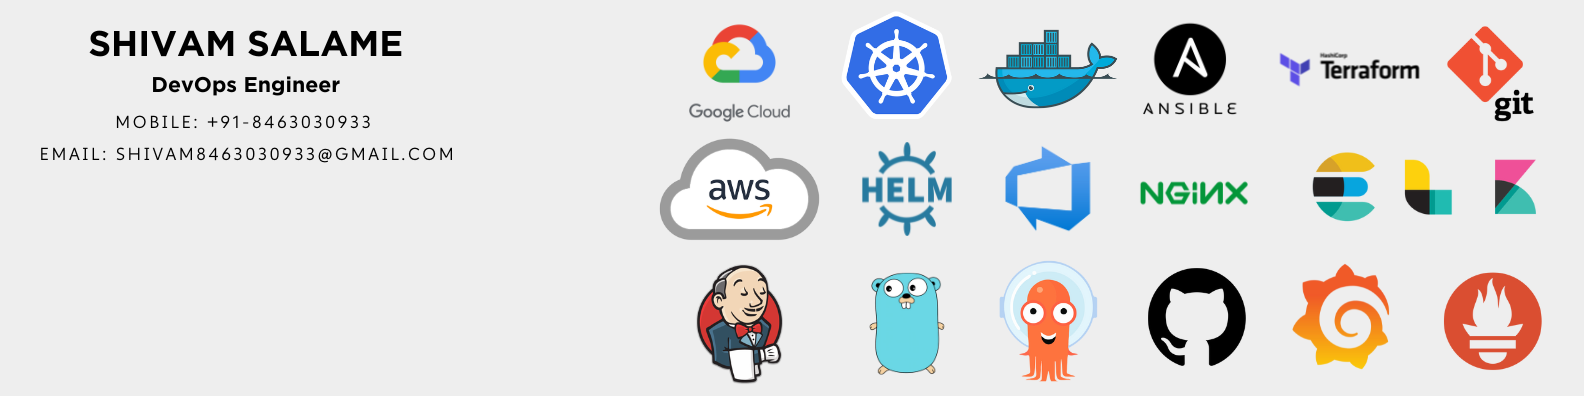 SHIVAM SALAME
DevOps Engineer
MOBILE: +91-8463030933
EMAIL: SHIVAM8463030933@GMAIL.COM
Google Cloud
ANSIBLE
HashiCorp
Terraform
git
aws
HELM
NGINX